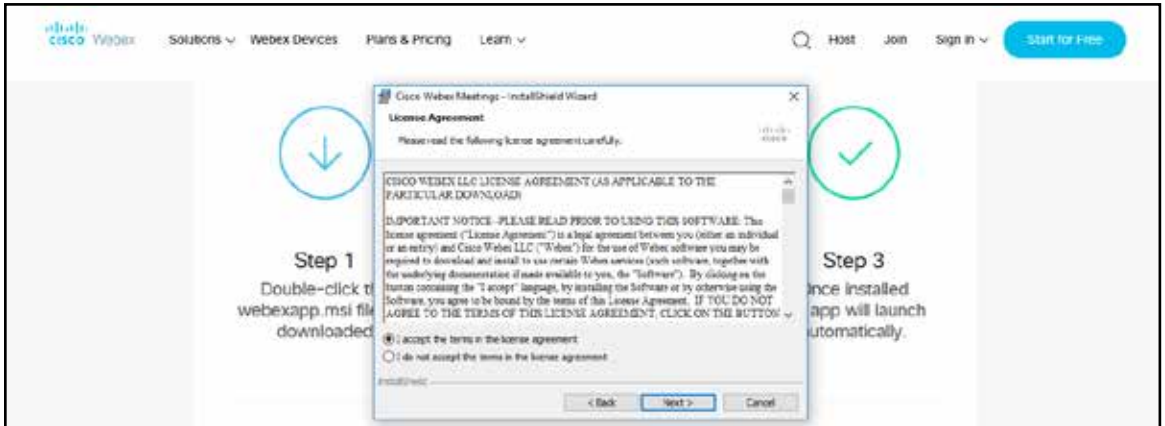 cisco Webex Solutions Webex Devices Plans & Pricing Learn Host Join Sign in Start for Free
Cisco Webex Meetings - InstallShield Wizard
License Agreement
Please read the following license agreement carefully.
CISCO WEBEX LLC LICENSE AGREEMENT (AS APPLICABLE TO THE
PARTICULAR DOWNLOAD)
IMPORTANT NOTICE--PLEASE READ PRIOR TO USING THIS SOFTWARE: This
license agreement ("License Agreement") is a legal agreement between you (either an individual
or an entity) and Cisco Webex LLC ("Webex") for the use of Webex software you may be
required to download and install to use certain Webex services (such software, together with
the underlying documentation if made available to you, the "Software"). By clicking on the
button containing the "I accept" language, by installing the Software or by otherwise using the
Software, you agree to be bound by the terms of this License Agreement. IF YOU DO NOT
AGREE TO THE TERMS OF THIS LICENSE AGREEMENT, CLICK ON THE BUTTON
I accept the terms in the license agreement
I do not accept the terms in the license agreement
InstallShield
< Back Next > Cancel
Step 1
Double-click t
webexapp.msi file
downloaded
Step 3
Once installed
app will launch
utomatically.